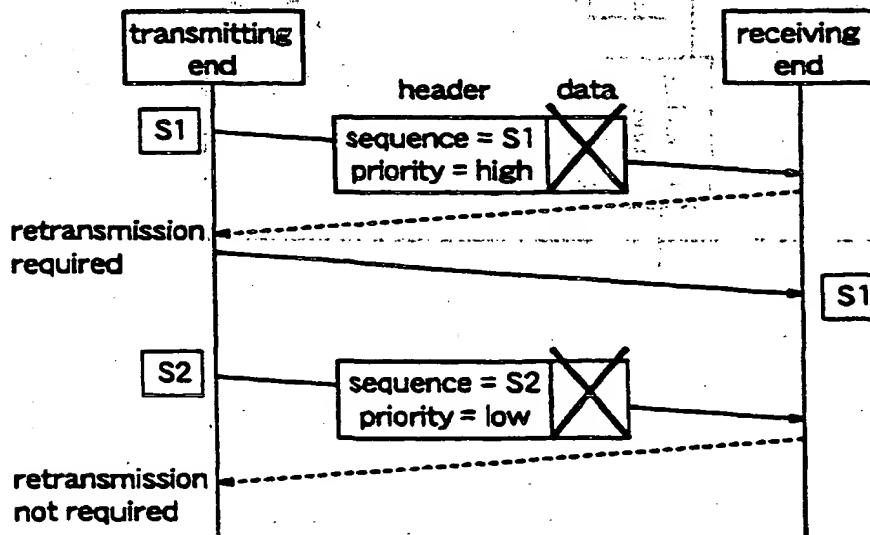 transmitting
end
receiving
end
header
data
S1
sequence = S1
priority = high
retransmission
required
S1
S2
sequence = S2
priority = low
retransmission
not required